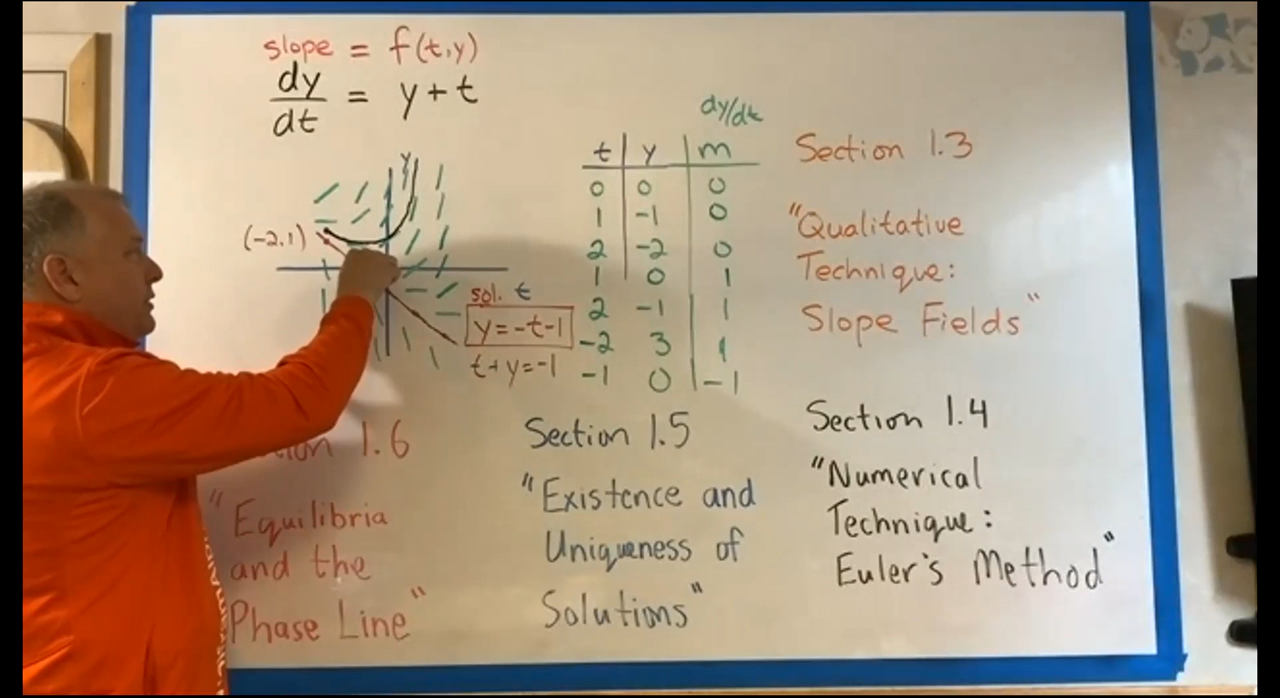 slope = f(t,y)
dy/dt = y + t
dy/dt
t | y | m
0 0 0
1 -1 0
2 -2 0
1 0 1
2 -1 1
-2 3 1
-1 0 -1
y
(-2,1)
sol. t
y = -t-1
t+y=-1
Section 1.3
"Qualitative
Technique:
Slope Fields"
Section 1.4
"Numerical
Technique:
Euler's Method"
Section 1.5
"Existence and
Uniqueness of
Solutions"
1.6
"Equilibria
and the
Phase Line"